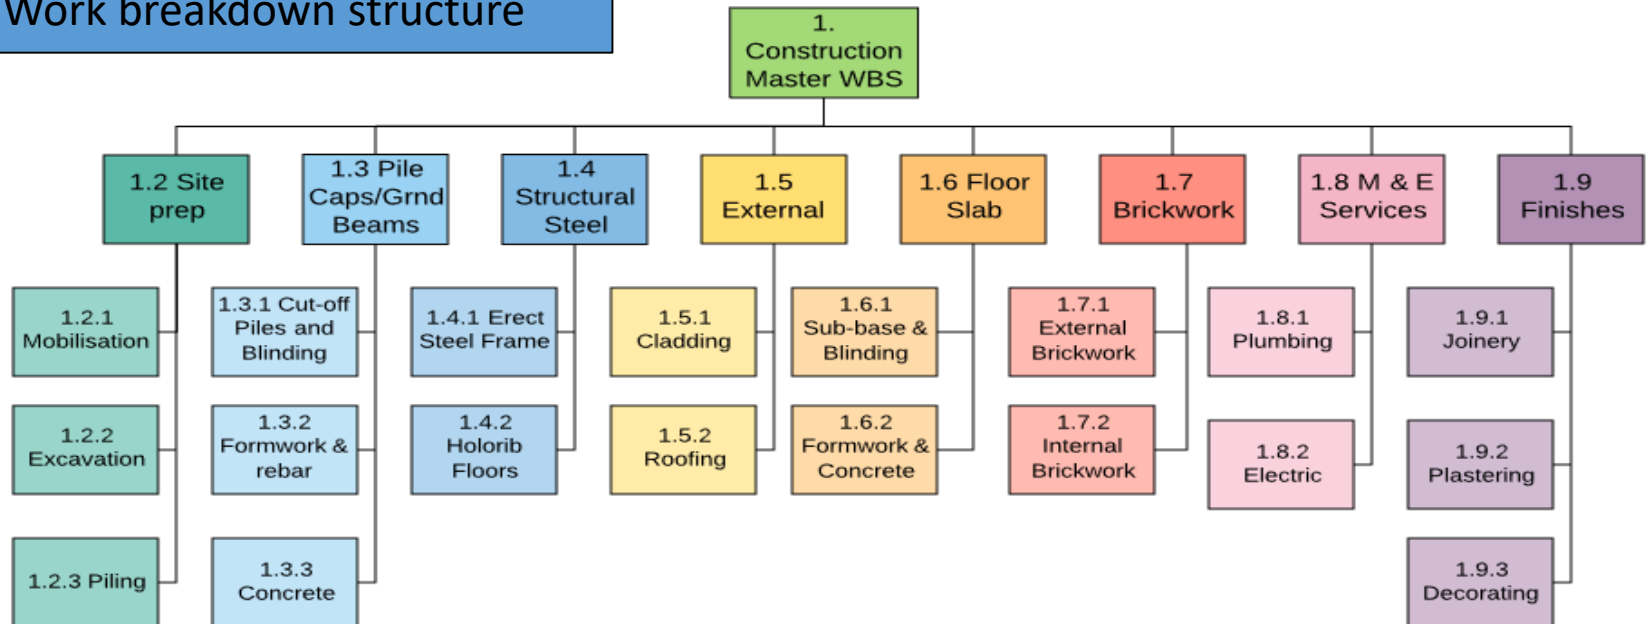 Work breakdown structure
1.
Construction
Master WBS
1.2 Site
prep
1.3 Pile
Caps/Grnd
Beams
1.4
Structural
Steel
1.5
External
1.6 Floor
Slab
1.7
Brickwork
1.8 M & E
Services
1.9
Finishes
1.2.1
Mobilisation
1.3.1 Cut-off
Piles and
Blinding
1.4.1 Erect
Steel Frame
1.5.1
Cladding
1.6.1
Sub-base &
Blinding
1.7.1
External
Brickwork
1.8.1
Plumbing
1.9.1
Joinery
1.2.2
Excavation
1.3.2
Formwork &
rebar
1.4.2
Holorib
Floors
1.5.2
Roofing
1.6.2
Formwork &
Concrete
1.7.2
Internal
Brickwork
1.8.2
Electric
1.9.2
Plastering
1.2.3 Piling
1.3.3
Concrete
1.9.3
Decorating